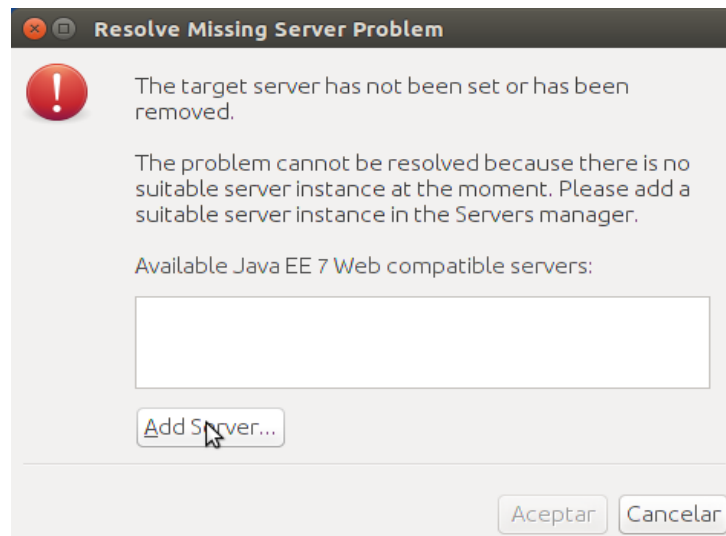 Resolve Missing Server Problem
The target server has not been set or has been
removed.
The problem cannot be resolved because there is no
suitable server instance at the moment. Please add a
suitable server instance in the Servers manager.
Available Java EE 7 Web compatible servers:
Add Server...
Aceptar Cancelar